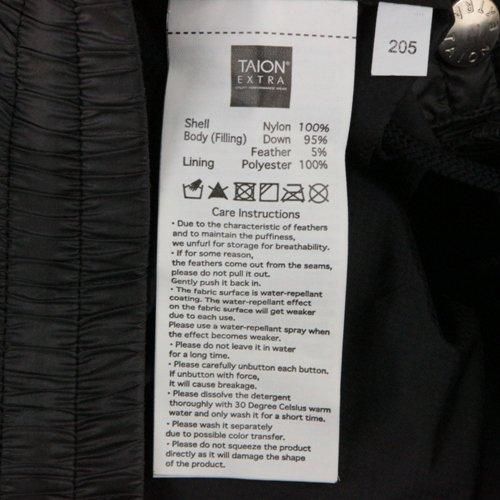 TAION®
EXTRA
UTILITY PERFORMANCE WEAR
205
TAION
EXTRA
Shell Nylon 100%
Body (Filling) Down 95%
Feather 5%
Lining Polyester 100%
Care Instructions
・Due to the characteristic of feathers
and to maintain the puffiness,
we unfurl for storage for breathability.
・If for some reason,
the feathers come out from the seams,
please do not pull it out.
Gently push it back in.
・The fabric surface is water-repellant
coating. The water-repellant effect
on the fabric surface will get weaker
due to each use.
Please use a water-repellant spray when
the effect becomes weaker.
・Please do not leave it in water
for a long time.
・Please carefully unbutton each button.
If unbutton with force,
it will cause breakage.
・Please dissolve the detergent
thoroughly with 30 Degree Celsius warm
water and only wash it for a short time.
・Please wash it separately
due to possible color transfer.
・Please do not squeeze the product
directly as it will damage the shape
of the product.